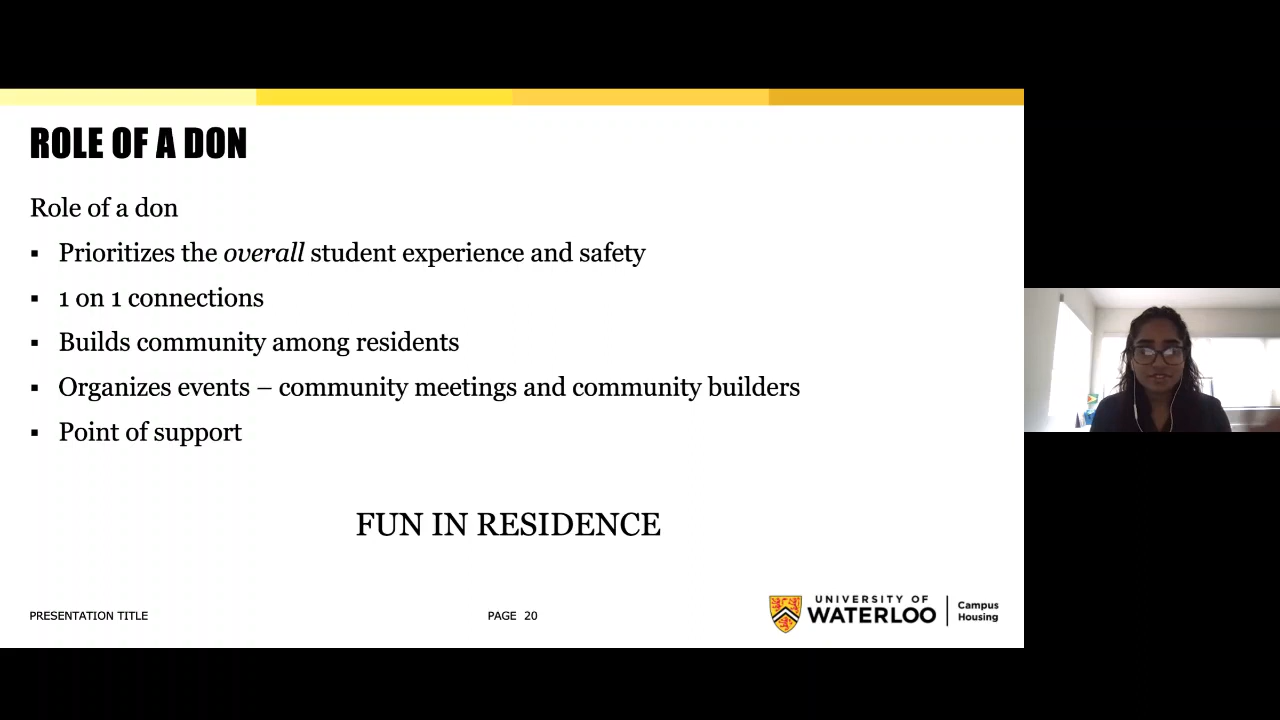 ROLE OF A DON
Role of a don
▪ Prioritizes the overall student experience and safety
▪ 1 on 1 connections
▪ Builds community among residents
▪ Organizes events – community meetings and community builders
▪ Point of support
FUN IN RESIDENCE
PRESENTATION TITLE
PAGE 20
UNIVERSITY OF
WATERLOO
Campus
Housing